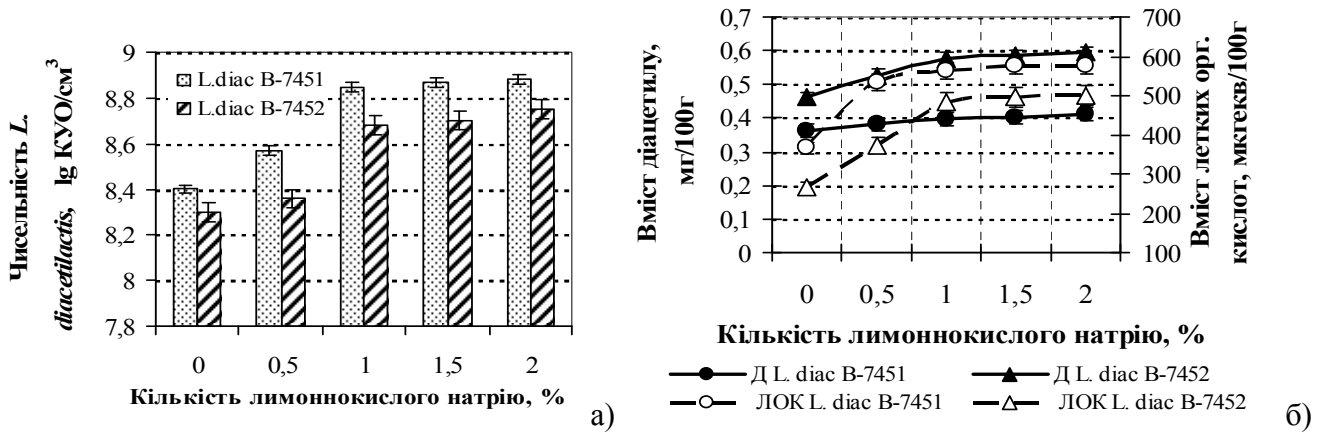 Чисельність L.
diacetilactis, lg КУО/см³
9
8,8
8,6
8,4
8,2
8
7,8
L.diac B-7451
L.diac B-7452
0 0,5 1 1,5 2
Кількість лимоннокислого натрію, %
а)
Вміст діацетилу,
мг/100г
0,7
0,6
0,5
0,4
0,3
0,2
0,1
0
700
600
500
400
300
200
100
Вміст летких орг.
кислот, мкгекв/100г
0 0,5 1 1,5 2
Кількість лимоннокислого натрію, %
Д L. diac B-7451
Д L. diac B-7452
ЛОК L. diac B-7451
ЛОК L. diac B-7452
б)